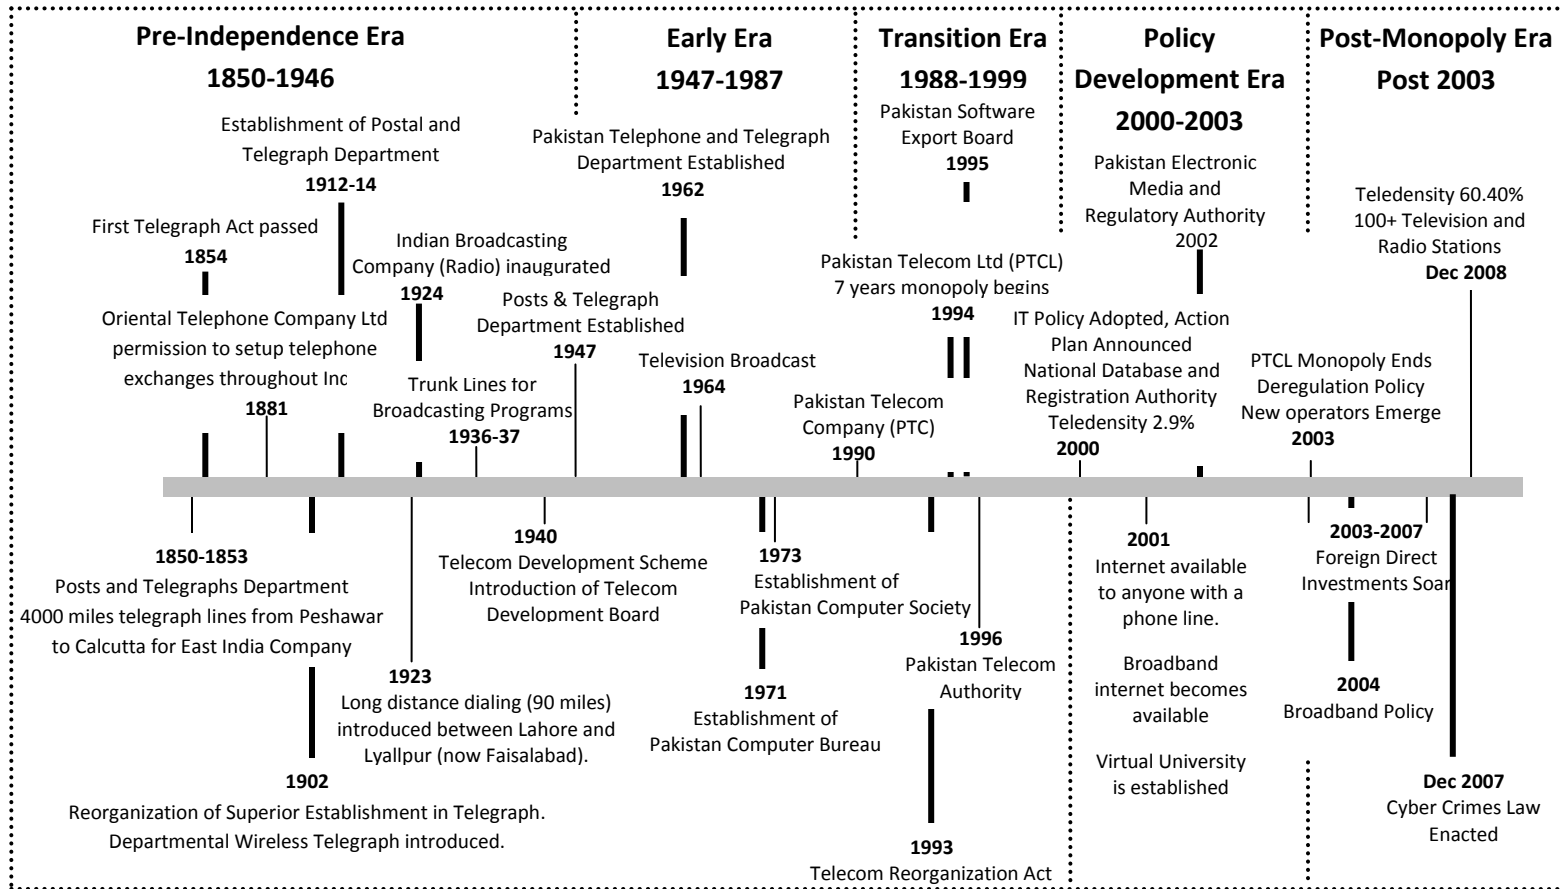 Pre-Independence Era
1850-1946
Early Era
1947-1987
Transition Era
1988-1999
Policy
Development Era
2000-2003
Post-Monopoly Era
Post 2003
Establishment of Postal and
Telegraph Department
1912-14
First Telegraph Act passed
1854
Indian Broadcasting
Company (Radio) inaugurated
1924
Oriental Telephone Company Ltd
permission to setup telephone
exchanges throughout
1881
Trunk Lines for
Broadcasting Programs
1936-37
Pakistan Telephone and Telegraph
Department Established
1962
Posts & Telegraph
Department Established
1947
Television Broadcast
1964
Pakistan Software
Export Board
1995
Pakistan Telecom Ltd (PTCL)
7 years monopoly begins
1994
Pakistan Telecom
Company (PTC)
1990
Pakistan Electronic
Media and
Regulatory Authority
2002
IT Policy Adopted, Action
Plan Announced
National Database and
Registration Authority
Teledensity 2.9%
2000
Teledensity 60.40%
100+ Television and
Radio Stations
Dec 2008
PTCL Monopoly Ends
Deregulation Policy
New operators Emerge
2003
1850-1853
Posts and Telegraphs Department
4000 miles telegraph lines from Peshawar
to Calcutta for East India Company
1902
Reorganization of Superior Establishment in Telegraph.
Departmental Wireless Telegraph introduced.
1923
Long distance dialing (90 miles)
introduced between Lahore and
Lyallpur (now Faisalabad).
1940
Telecom Development Scheme
Introduction of Telecom
Development Board
1973
Establishment of
Pakistan Computer Society
1971
Establishment of
Pakistan Computer Bureau
1996
Pakistan Telecom
Authority
1993
Telecom Reorganization Act
2001
Internet available
to anyone with a
phone line.
Broadband
internet becomes
available
Virtual University
is established
2003-2007
Foreign Direct
Investments Soar
2004
Broadband Policy
Dec 2007
Cyber Crimes Law
Enacted